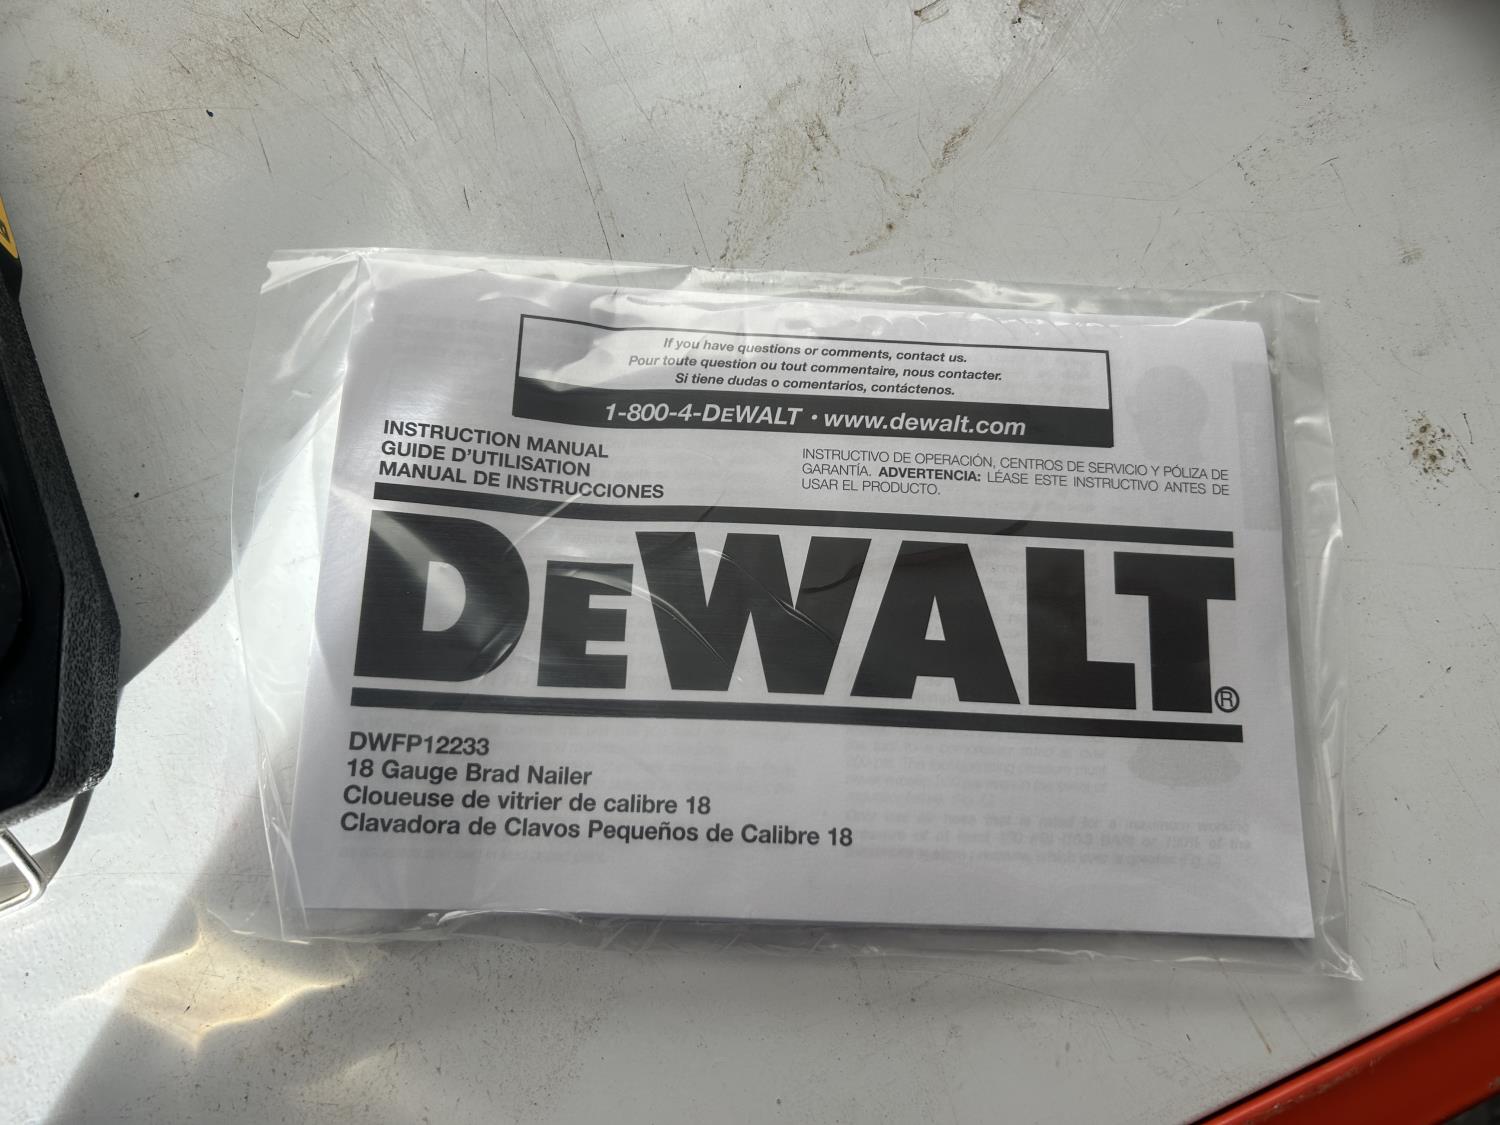 If you have questions or comments, contact us.
Pour toute question ou tout commentaire, nous contacter.
Si tiene dudas o comentarios, contáctenos.
1-800-4-DEWALT • www.dewalt.com
INSTRUCTION MANUAL
GUIDE D'UTILISATION
MANUAL DE INSTRUCCIONES
INSTRUCTIVO DE OPERACIÓN, CENTROS DE SERVICIO Y PÓLIZA DE
GARANTÍA. ADVERTENCIA: LÉASE ESTE INSTRUCTIVO ANTES DE
USAR EL PRODUCTO.
DEWALT®
DWFP12233
18 Gauge Brad Nailer
Cloueuse de vitrier de calibre 18
Clavadora de Clavos Pequeños de Calibre 18